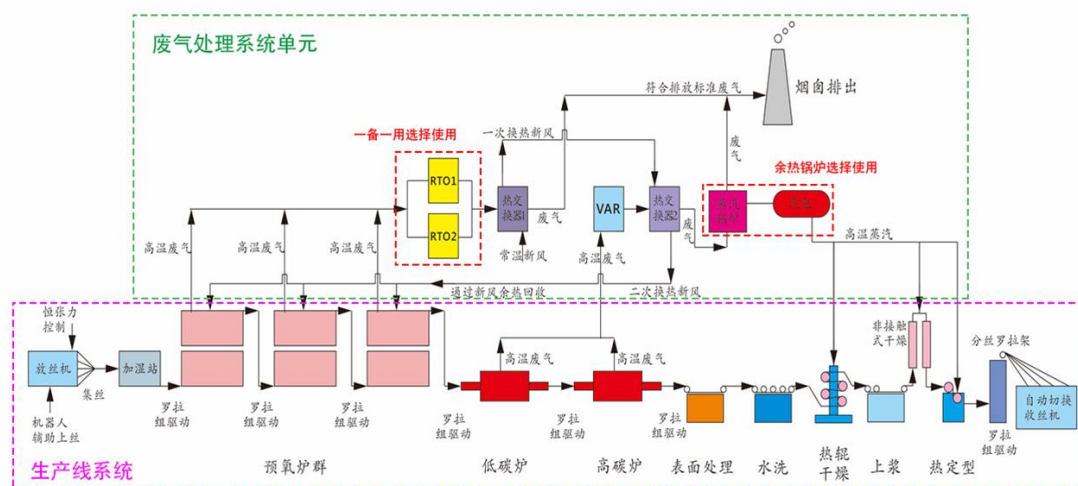 废气处理系统单元
烟囱排出
符合排放标准废气
一备一用选择使用
一次换热新风
废气
余热锅炉选择使用
RTO1
RTO2
热交
换器1
废气
VAR
热交
换器2
废气
蒸汽
锅炉
高温废气
高温废气
高温废气
常温新风
高温废气
高温蒸汽
通过新风余热回收
二次换热新风
恒张力
控制
放丝机
集丝
加湿站
机器人
辅助上丝
高温废气
高温废气
非接触
式干燥
分丝罗拉架
自动切换
收丝机
罗拉
组驱动
罗拉
组驱动
罗拉
组驱动
罗拉
组驱动
罗拉
组驱动
罗拉
组驱动
罗拉
组驱动
生产线系统
预氧炉群
低碳炉
高碳炉
表面处理
水洗
热辊
干燥
上浆
热定型